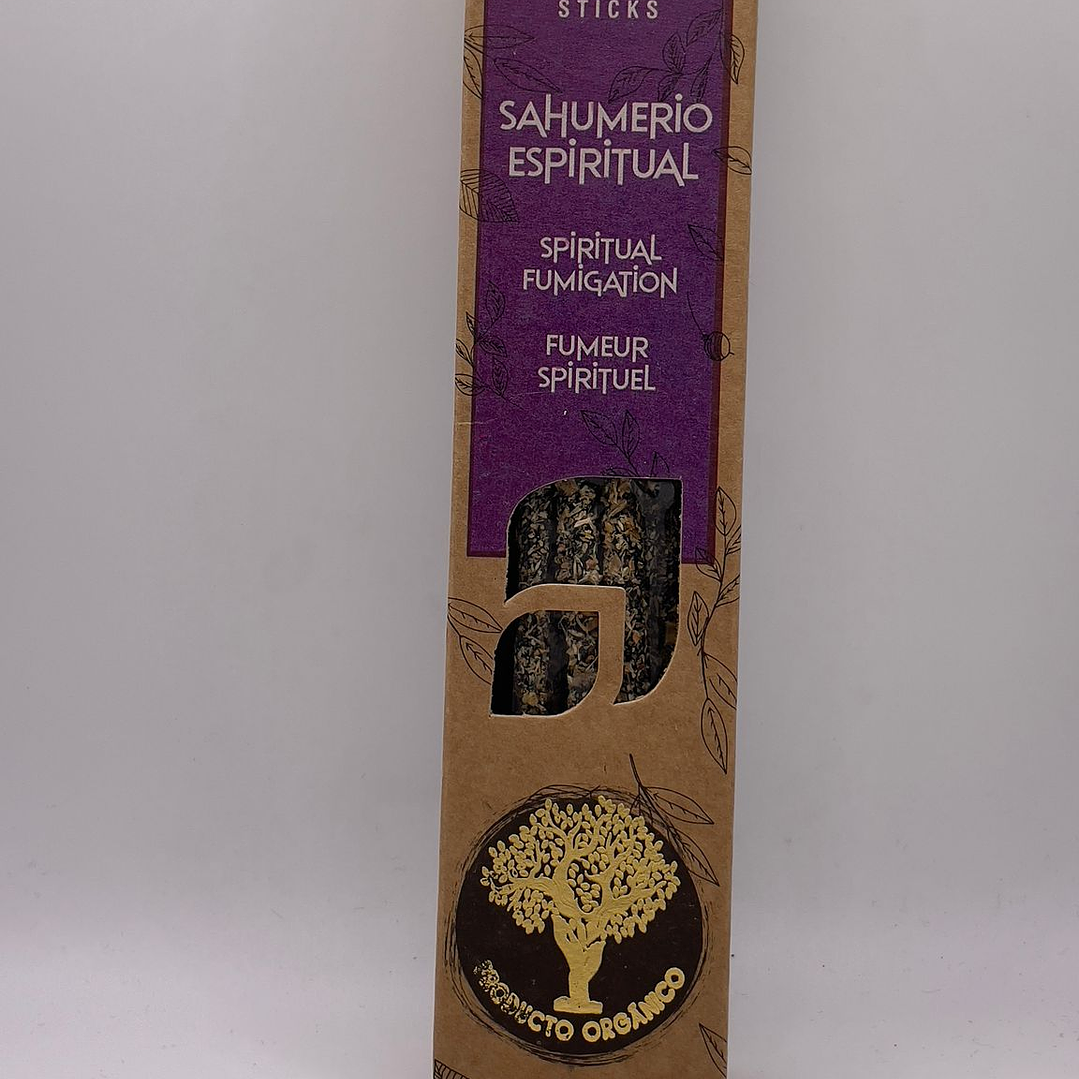 STICKS
SAHUMERiO
ESPiRiTUAL
SPiRiTUAL
FUMiGATiON
FUMEUR
SPiRiTUEL
PRODUCTO ORGÁNICO